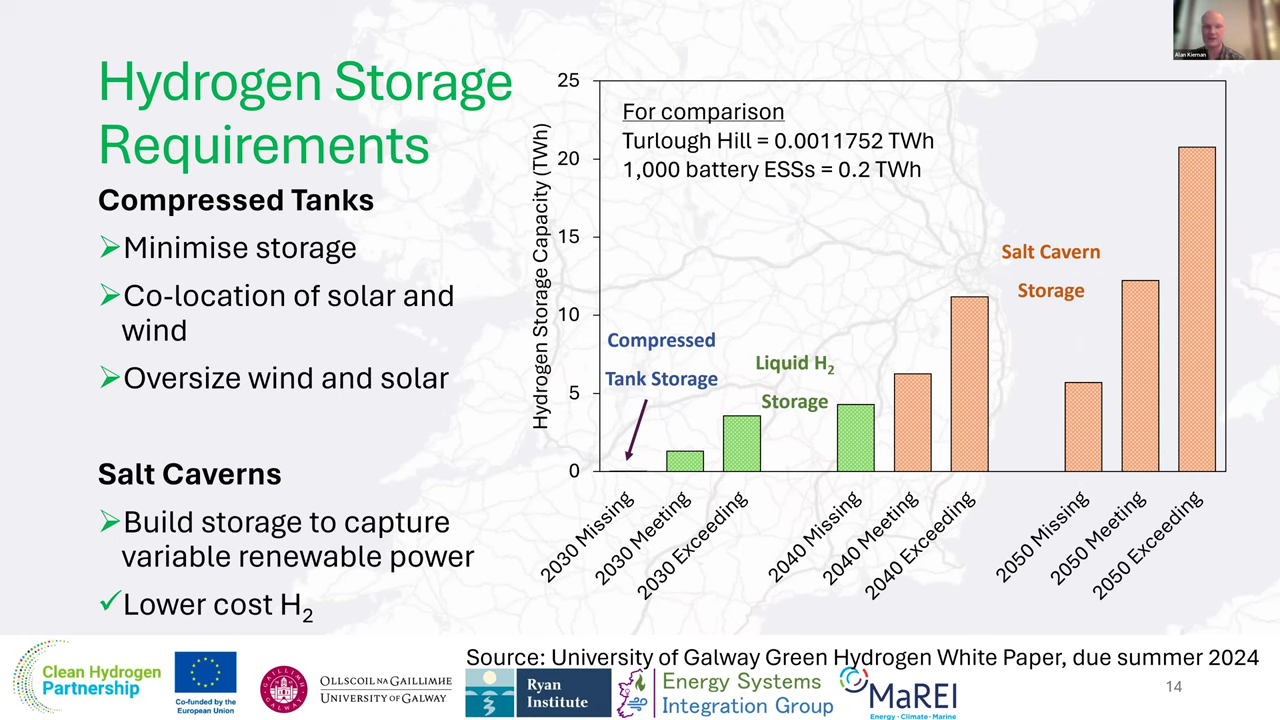 Alan Kiernan
Hydrogen Storage
Requirements
Compressed Tanks
Minimise storage
Co-location of solar and
wind
Oversize wind and solar
Salt Caverns
Build storage to capture
variable renewable power
Lower cost H₂
Hydrogen Storage Capacity (TWh)
25
20
15
10
5
0
For comparison
Turlough Hill = 0.0011752 TWh
1,000 battery ESSs = 0.2 TWh
Compressed
Tank Storage
Liquid H₂
Storage
Salt Cavern
Storage
2030 Missing
2030 Meeting
2030 Exceeding
2040 Missing
2040 Meeting
2040 Exceeding
2050 Missing
2050 Meeting
2050 Exceeding
Source: University of Galway Green Hydrogen White Paper, due summer 2024
Clean Hydrogen
Partnership
Co-funded by the
European Union
OLLSCOIL NA GAILLIMHE
UNIVERSITY OF GALWAY
Ryan
Institute
Energy Systems
Integration Group
MaREI
Energy · Climate · Marine
14